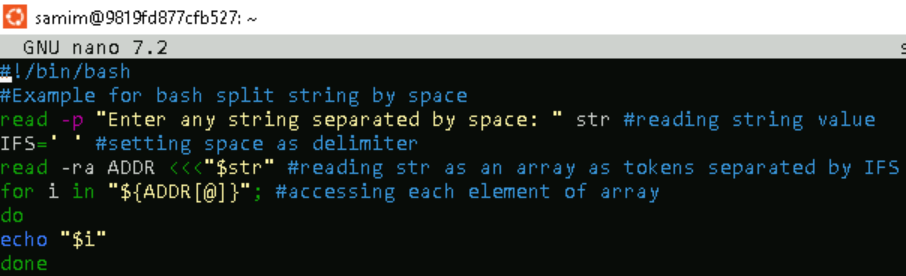 samim@9819fd877cfb527: ~
GNU nano 7.2
#!/bin/bash
#Example for bash split string by space
read -p "Enter any string separated by space: " str #reading string value
IFS=' ' #setting space as delimiter
read -ra ADDR <<<"$str" #reading str as an array as tokens separated by IFS
for i in "${ADDR[@]}"; #accessing each element of array
do
echo "$i"
done